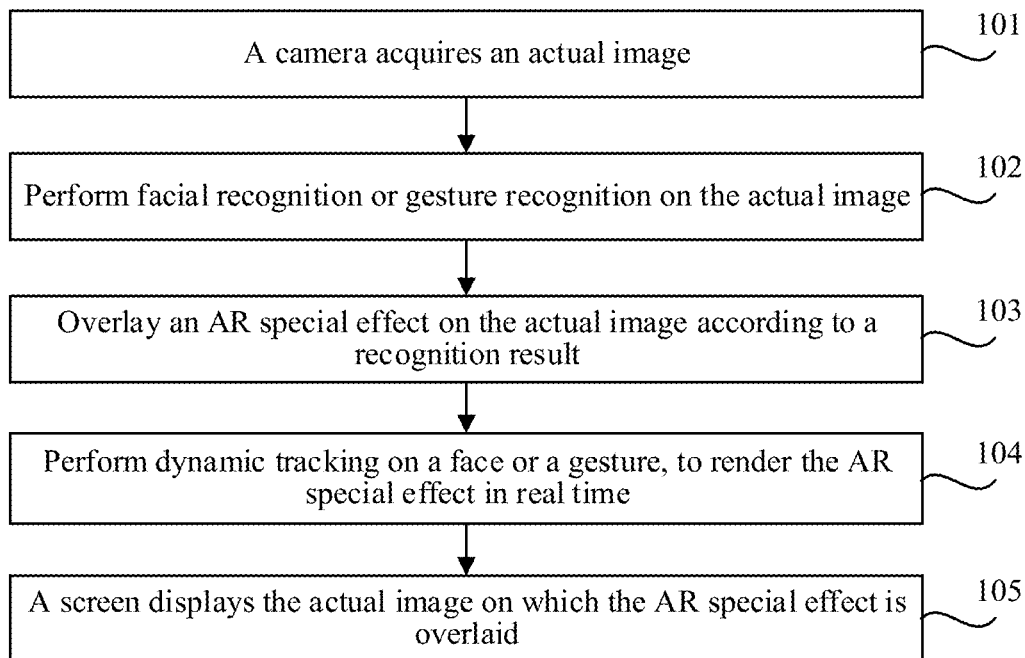 101
A camera acquires an actual image
102
Perform facial recognition or gesture recognition on the actual image
103
Overlay an AR special effect on the actual image according to a
recognition result
104
Perform dynamic tracking on a face or a gesture, to render the AR
special effect in real time
105
A screen displays the actual image on which the AR special effect is
overlaid